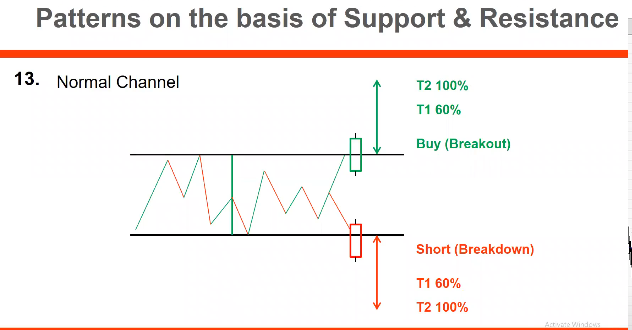 Patterns on the basis of Support & Resistance
13. Normal Channel
T2 100%
T1 60%
Buy (Breakout)
Short (Breakdown)
T1 60%
T2 100%
Activate Windows